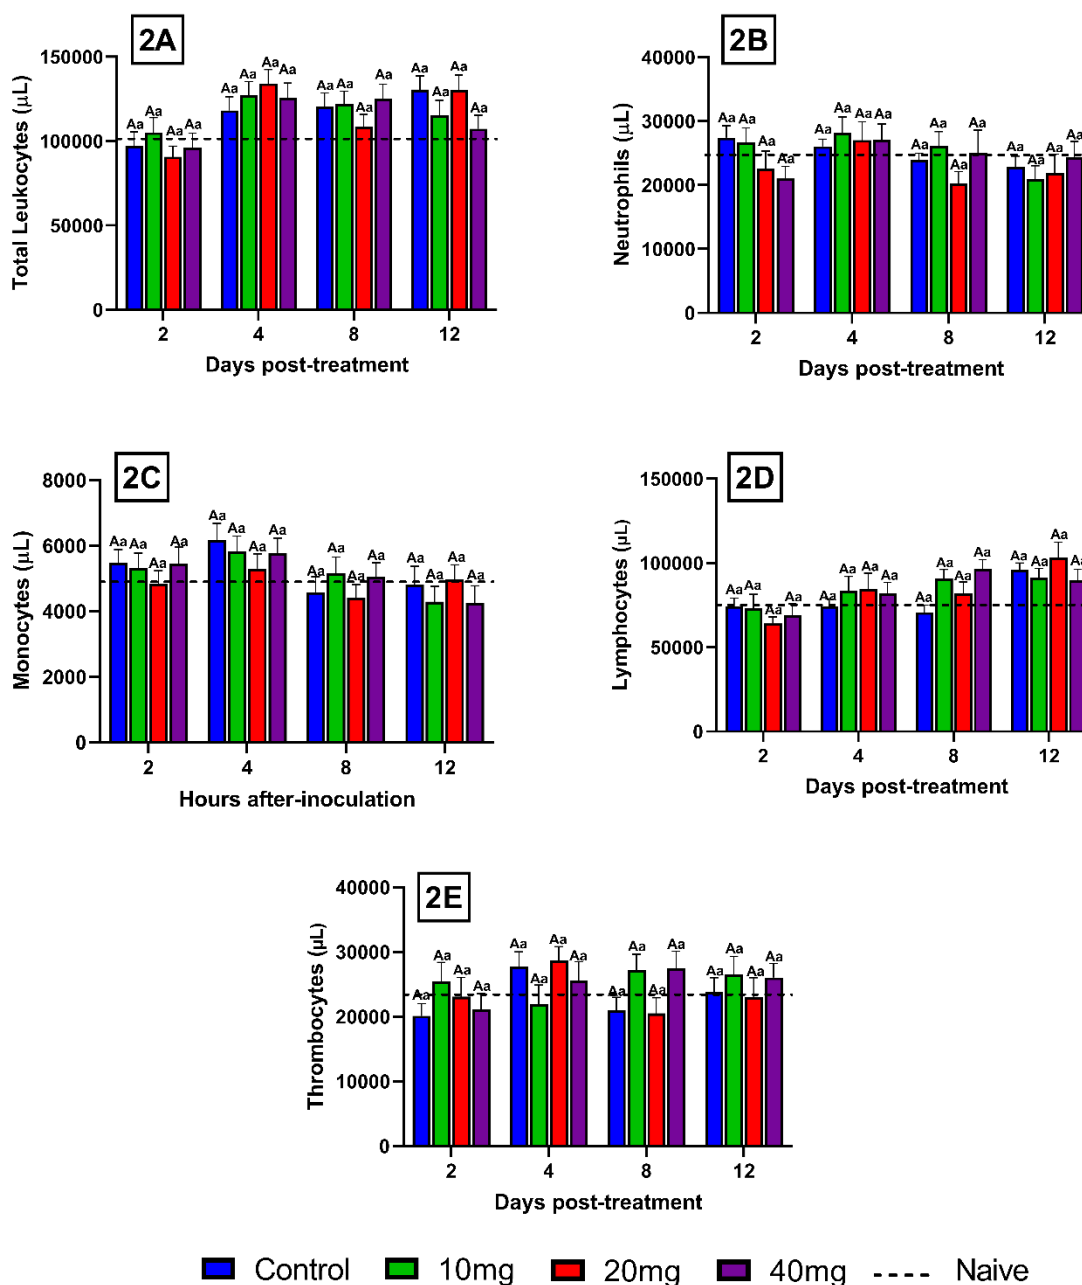 2A
Total Leukocytes (μL)
150000
100000
50000
0
Aa Aa Aa Aa Aa Aa Aa Aa Aa Aa Aa Aa Aa Aa Aa Aa
2 4 8 12
Days post-treatment
2B
Neutrophils (μL)
40000
30000
20000
10000
0
Aa Aa Aa Aa Aa Aa Aa Aa Aa Aa Aa Aa Aa Aa Aa Aa
2 4 8 12
Days post-treatment
2C
Monocytes (μL)
8000
6000
4000
2000
0
Aa Aa Aa Aa Aa Aa Aa Aa Aa Aa Aa Aa Aa Aa Aa Aa
2 4 8 12
Hours after-inoculation
2D
Lymphocytes (μL)
150000
100000
50000
0
Aa Aa Aa Aa Aa Aa Aa Aa Aa Aa Aa Aa Aa Aa Aa Aa
2 4 8 12
Days post-treatment
2E
Thrombocytes (μL)
40000
30000
20000
10000
0
Aa Aa Aa Aa Aa Aa Aa Aa Aa Aa Aa Aa Aa Aa Aa Aa
2 4 8 12
Days post-treatment
Control 10mg 20mg 40mg Naive